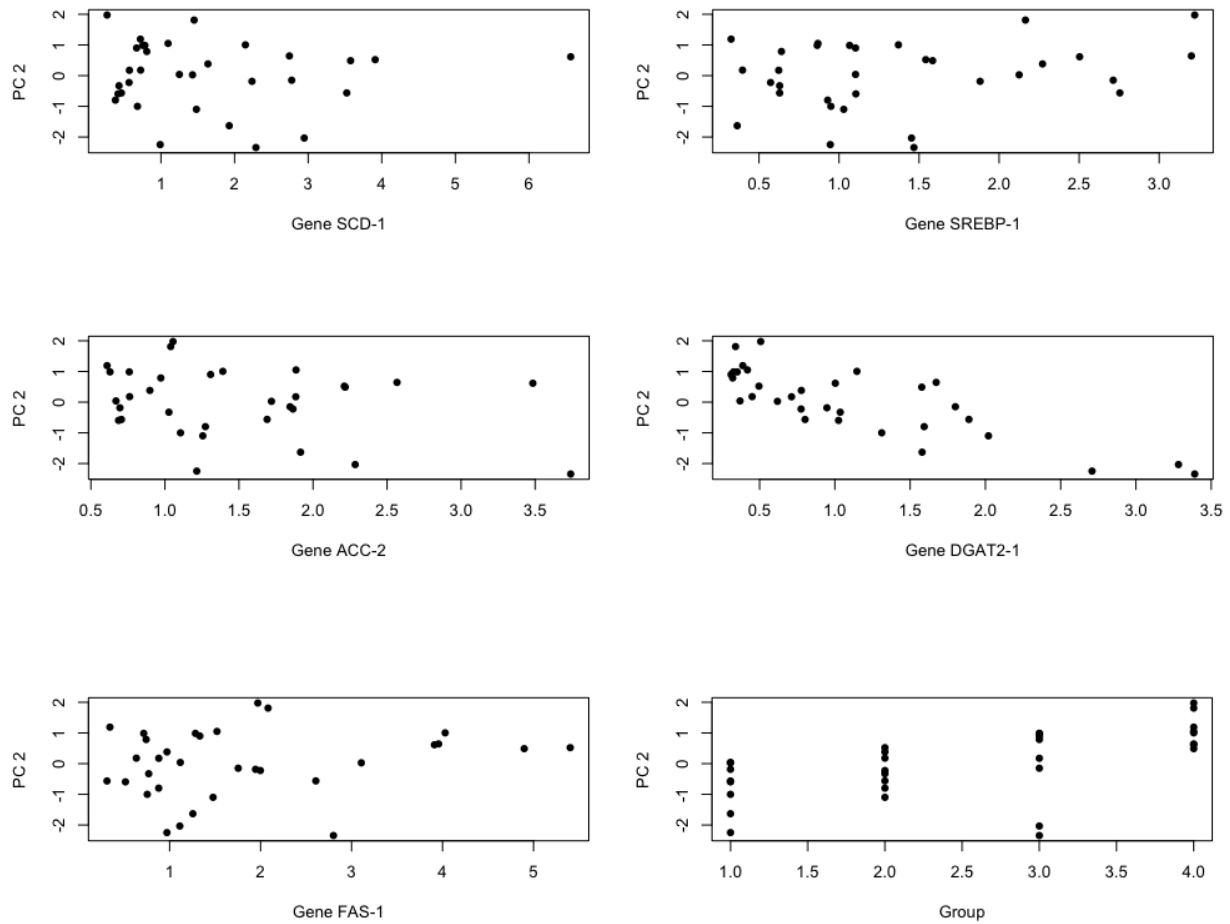 PC 2
2
1
0
-1
-2
1 2 3 4 5 6
Gene SCD-1
PC 2
2
1
0
-1
-2
0.5 1.0 1.5 2.0 2.5 3.0
Gene SREBP-1
PC 2
2
1
0
-1
-2
0.5 1.0 1.5 2.0 2.5 3.0 3.5
Gene ACC-2
PC 2
2
1
0
-1
-2
0.5 1.0 1.5 2.0 2.5 3.0 3.5
Gene DGAT2-1
PC 2
2
1
0
-1
-2
1 2 3 4 5
Gene FAS-1
PC 2
2
1
0
-1
-2
1.0 1.5 2.0 2.5 3.0 3.5 4.0
Group